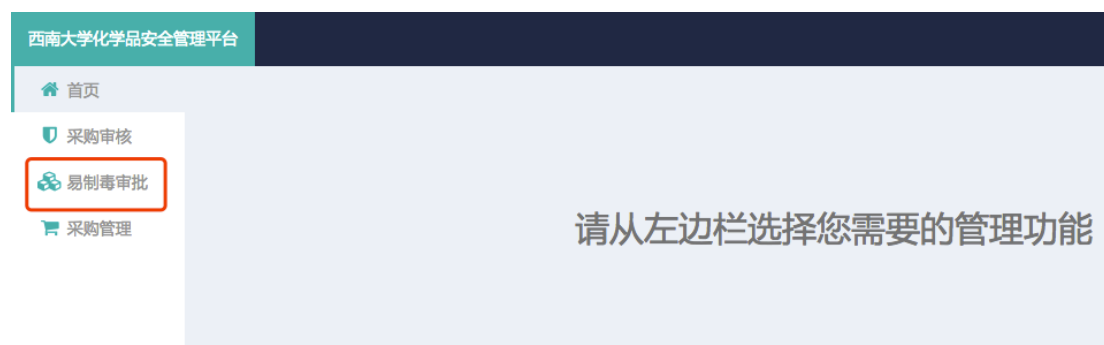 西南大学化学品安全管理平台
首页
采购审核
易制毒审批
采购管理
请从左边栏选择您需要的管理功能